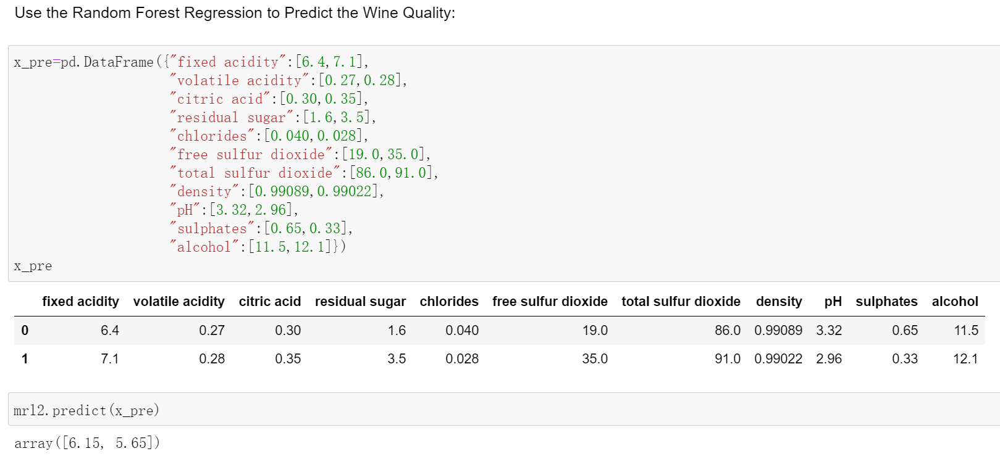 Use the Random Forest Regression to Predict the Wine Quality:
x_pre=pd.DataFrame({"fixed acidity":[6.4,7.1],
"volatile acidity":[0.27,0.28],
"citric acid":[0.30,0.35],
"residual sugar":[1.6,3.5],
"chlorides":[0.040,0.028],
"free sulfur dioxide":[19.0,35.0],
"total sulfur dioxide":[86.0,91.0],
"density":[0.99089,0.99022],
"pH":[3.32,2.96],
"sulphates":[0.65,0.33],
"alcohol":[11.5,12.1]})
x_pre
fixed acidity volatile acidity citric acid residual sugar chlorides free sulfur dioxide total sulfur dioxide density pH sulphates alcohol
0 6.4 0.27 0.30 1.6 0.040 19.0 86.0 0.99089 3.32 0.65 11.5
1 7.1 0.28 0.35 3.5 0.028 35.0 91.0 0.99022 2.96 0.33 12.1
mrl2.predict(x_pre)
array([6.15, 5.65])